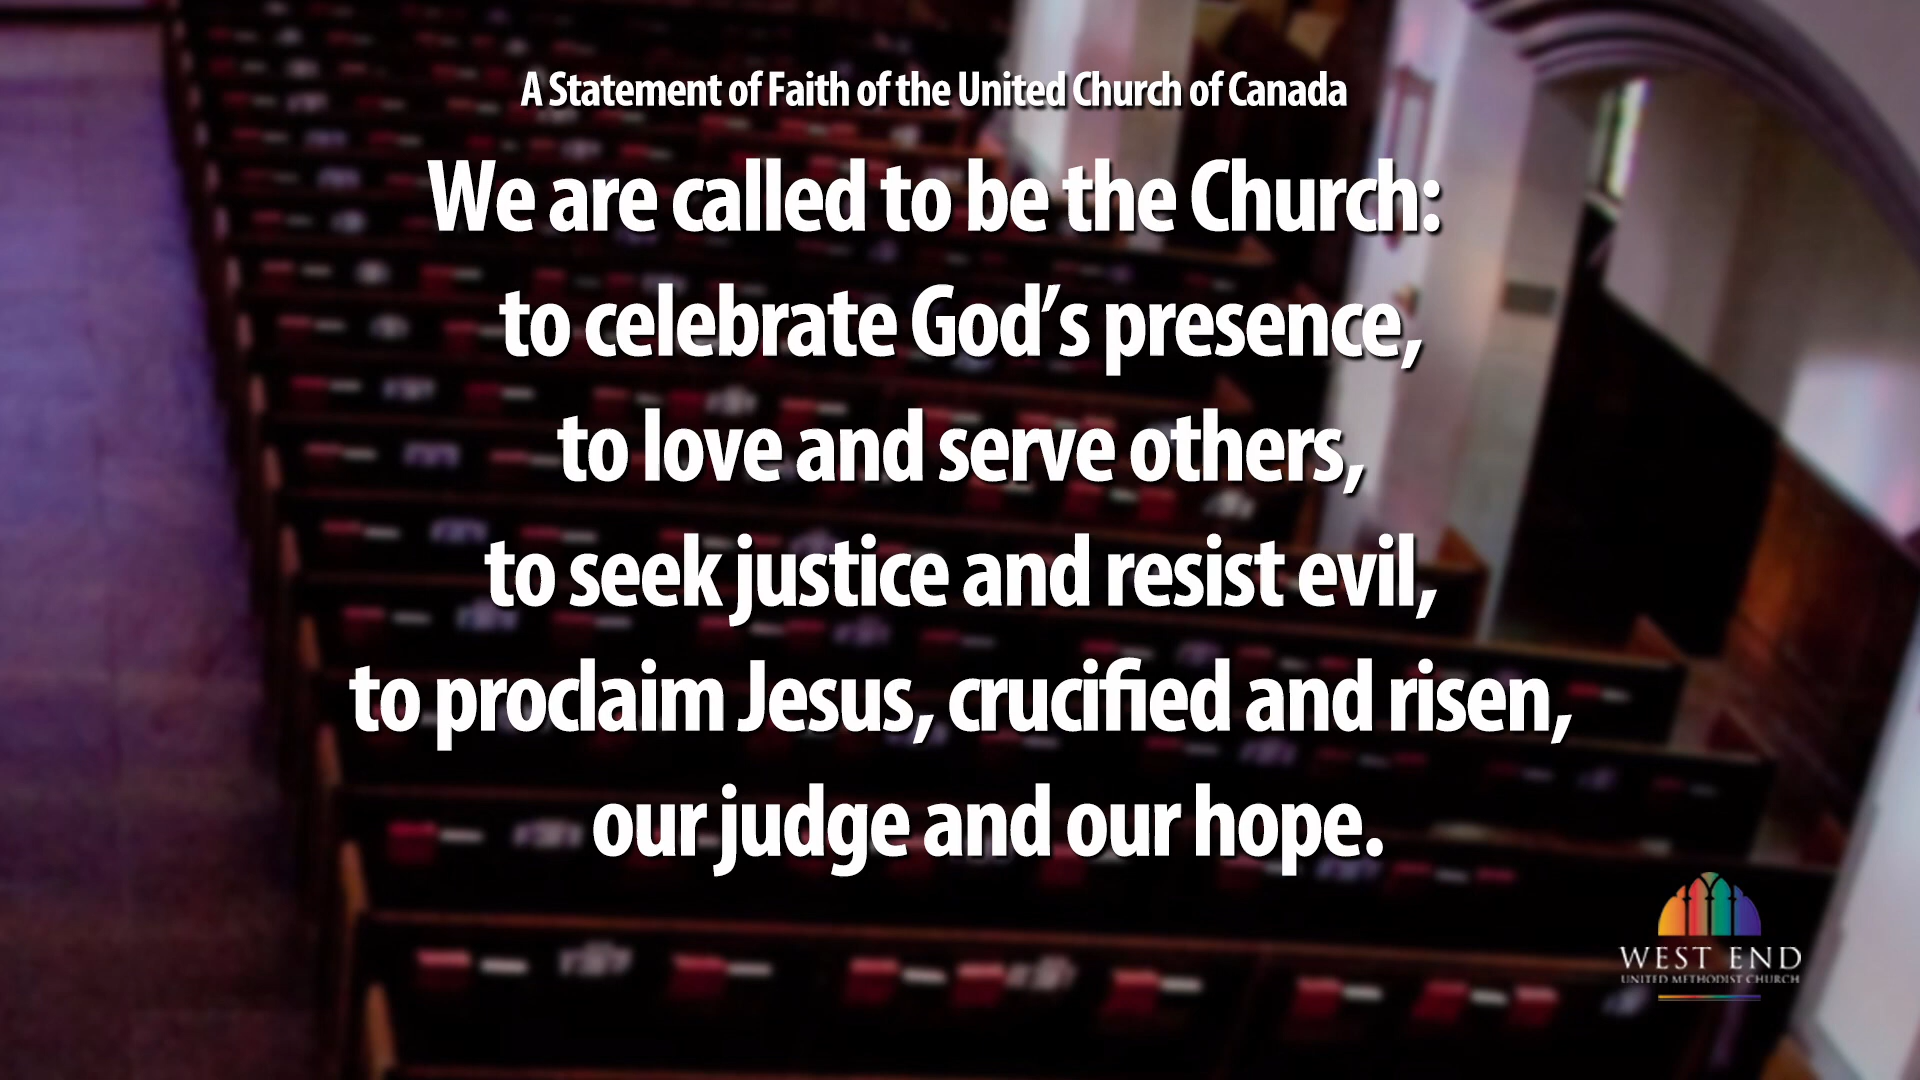 A Statement of Faith of the United Church of Canada
We are called to be the Church:
to celebrate God’s presence,
to love and serve others,
to seek justice and resist evil,
to proclaim Jesus, crucified and risen,
our judge and our hope.
WEST END
UNITED METHODIST CHURCH